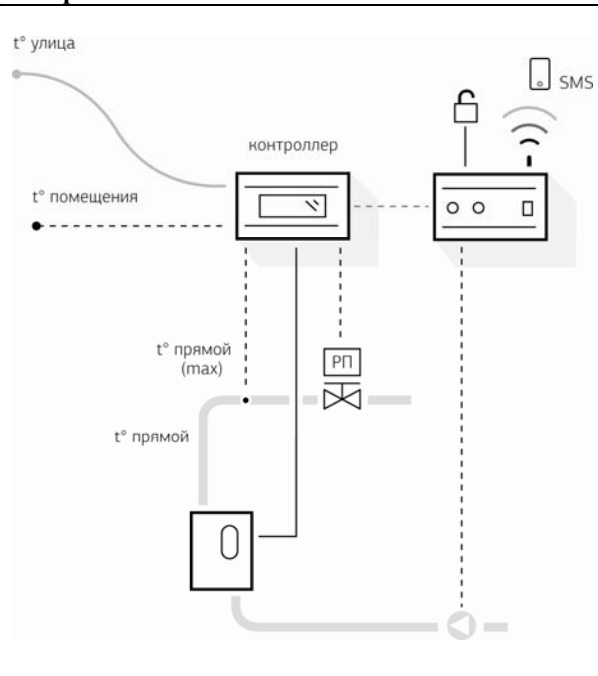 t° улица
SMS
контроллер
t° помещения
t° прямой
(max)
РП
t° прямой